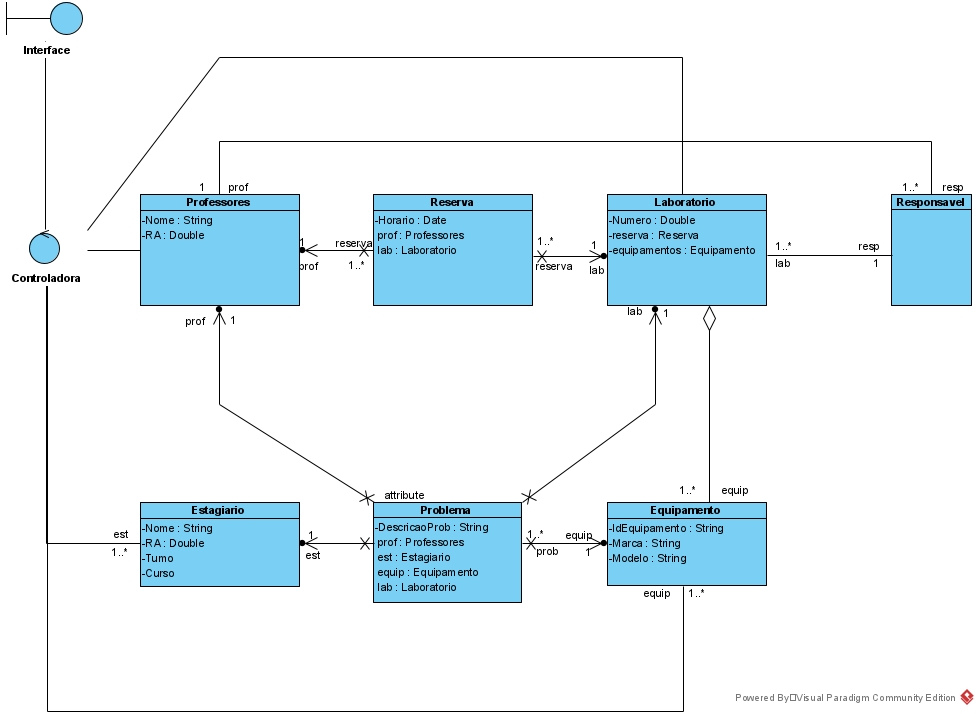 Interface
Controladora
1 prof
1..* resp
Professores
-Nome : String
-RA : Double
Reserva
-Horario : Date
prof : Professores
lab : Laboratorio
Laboratorio
-Numero : Double
-reserva : Reserva
-equipamentos : Equipamento
Responsavel
1
prof
reserva
1..*
1..*
reserva
1
lab
1..*
lab
resp
1
prof 1
lab 1
1..* equip
attribute
est
1..*
Estagiario
-Nome : String
-RA : Double
-Turno
-Curso
1
est
Problema
-DescricaoProb : String
prof : Professores
est : Estagiario
equip : Equipamento
lab : Laboratorio
1..*
prob
equip
1
Equipamento
-IdEquipamento : String
-Marca : String
-Modelo : String
equip 1..*
Powered By Visual Paradigm Community Edition